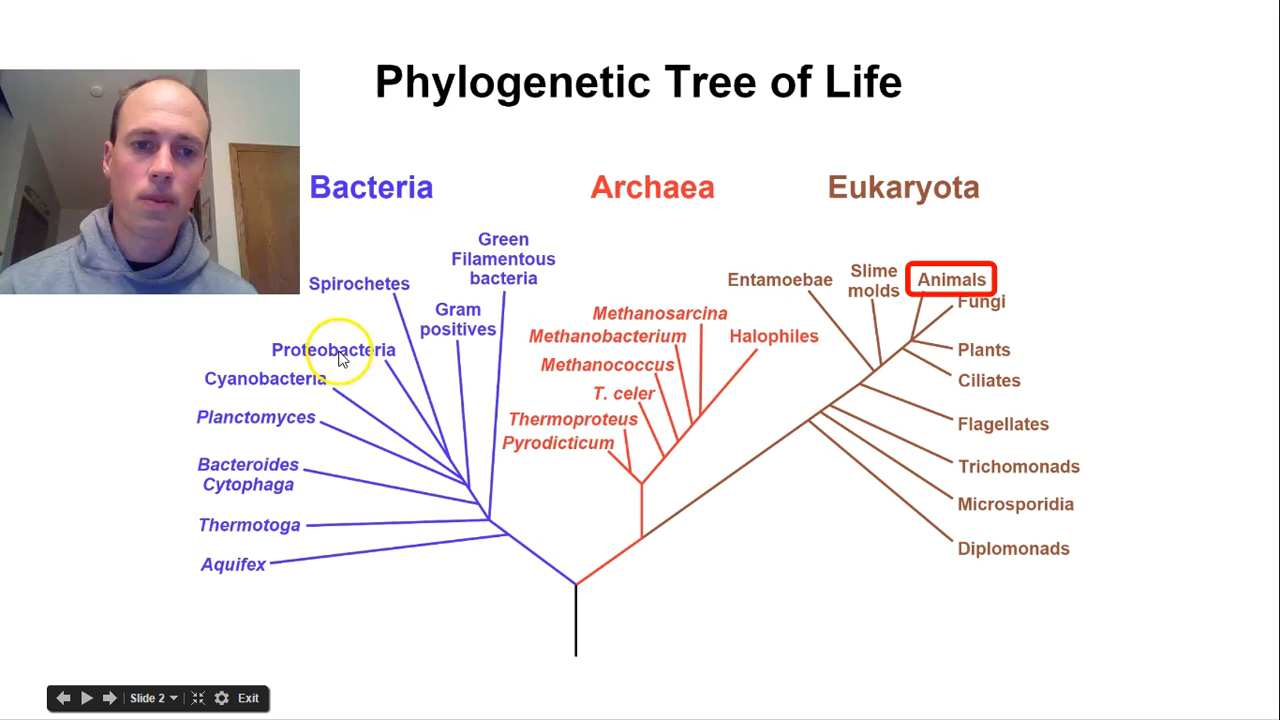 Phylogenetic Tree of Life
Bacteria
Archaea
Eukaryota
Green
Filamentous
bacteria
Spirochetes
Gram
positives
Proteobacteria
Cyanobacteria
Planctomyces
Bacteroides
Cytophaga
Thermotoga
Aquifex
Methanosarcina
Methanobacterium
Halophiles
Methanococcus
T. celer
Thermoproteus
Pyrodicticum
Entamoebae
Slime
molds
Animals
Fungi
Plants
Ciliates
Flagellates
Trichomonads
Microsporidia
Diplomonads
Slide 2
Exit